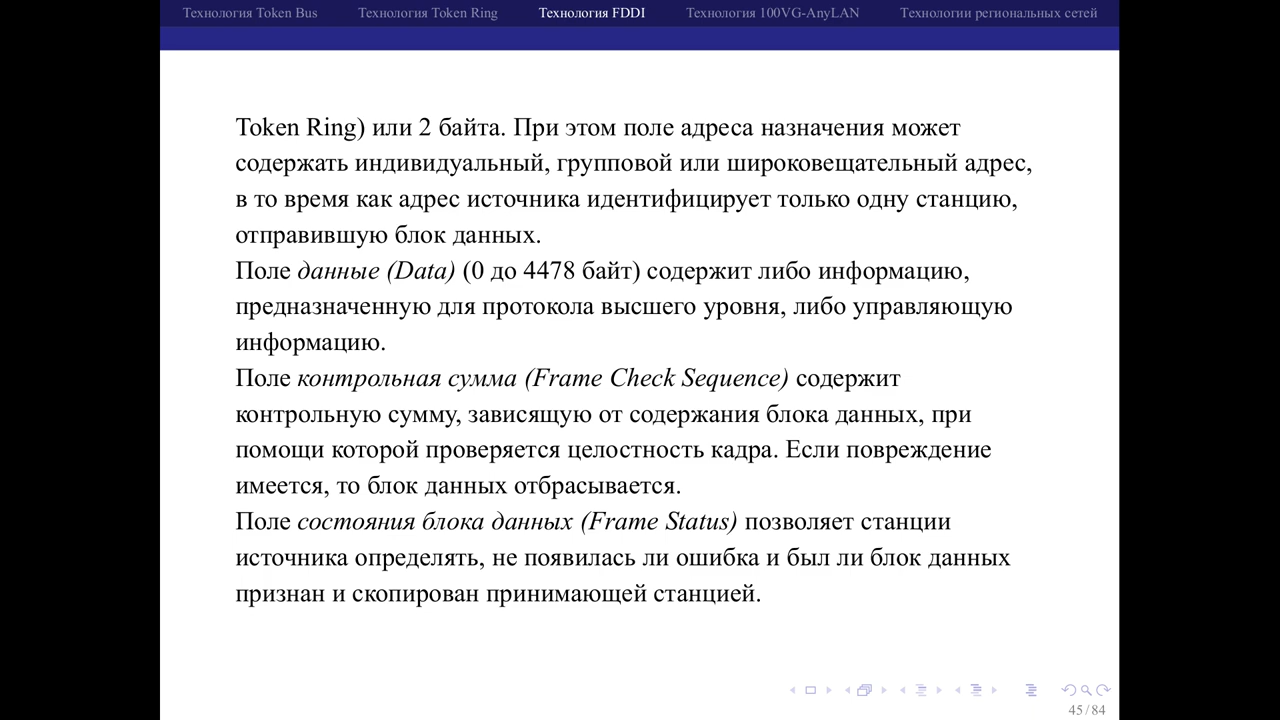 Технология Token Bus Технология Token Ring Технология FDDI Технология 100VG-AnyLAN Технологии региональных сетей
Token Ring) или 2 байта. При этом поле адреса назначения может
содержать индивидуальный, групповой или широковещательный адрес,
в то время как адрес источника идентифицирует только одну станцию,
отправившую блок данных.
Поле данные (Data) (0 до 4478 байт) содержит либо информацию,
предназначенную для протокола высшего уровня, либо управляющую
информацию.
Поле контрольная сумма (Frame Check Sequence) содержит
контрольную сумму, зависящую от содержания блока данных, при
помощи которой проверяется целостность кадра. Если повреждение
имеется, то блок данных отбрасывается.
Поле состояния блока данных (Frame Status) позволяет станции
источника определять, не появилась ли ошибка и был ли блок данных
признан и скопирован принимающей станцией.
45 / 84